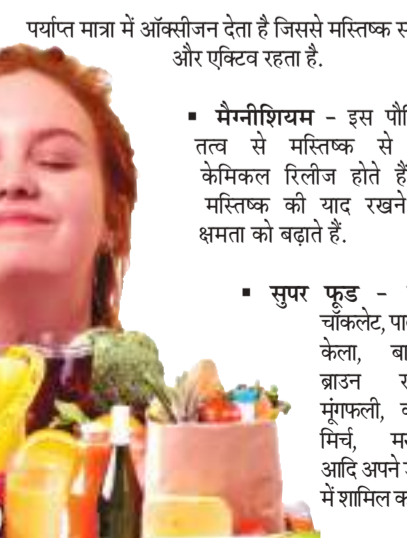 पर्याप्त मात्रा में ऑक्सीजन देता है जिससे मस्तिष्क
और एक्टिव रहता है.
▪ मैग्नीशियम – इस
तत्व से मस्तिष्क से
केमिकल रिलीज होते हैं
मस्तिष्क की याद रखने
क्षमता को बढ़ाते हैं.
▪ सुपर फूड –
चॉकलेट,
केला,
ब्राउन
मूंगफली,
मिर्च,
आदि अपने
में शामिल